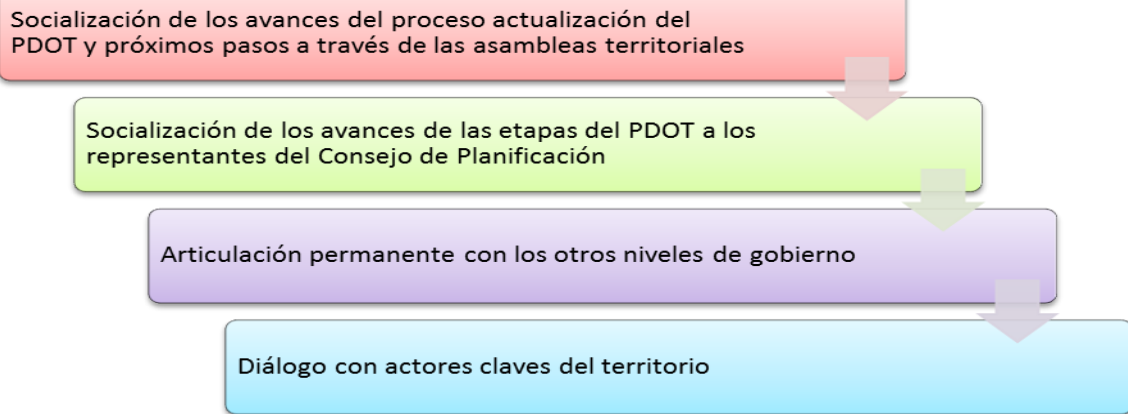 Socialización de los avances del proceso actualización del
PDOT y próximos pasos a través de las asambleas territoriales
Socialización de los avances de las etapas del PDOT a los
representantes del Consejo de Planificación
Articulación permanente con los otros niveles de gobierno
Diálogo con actores claves del territorio